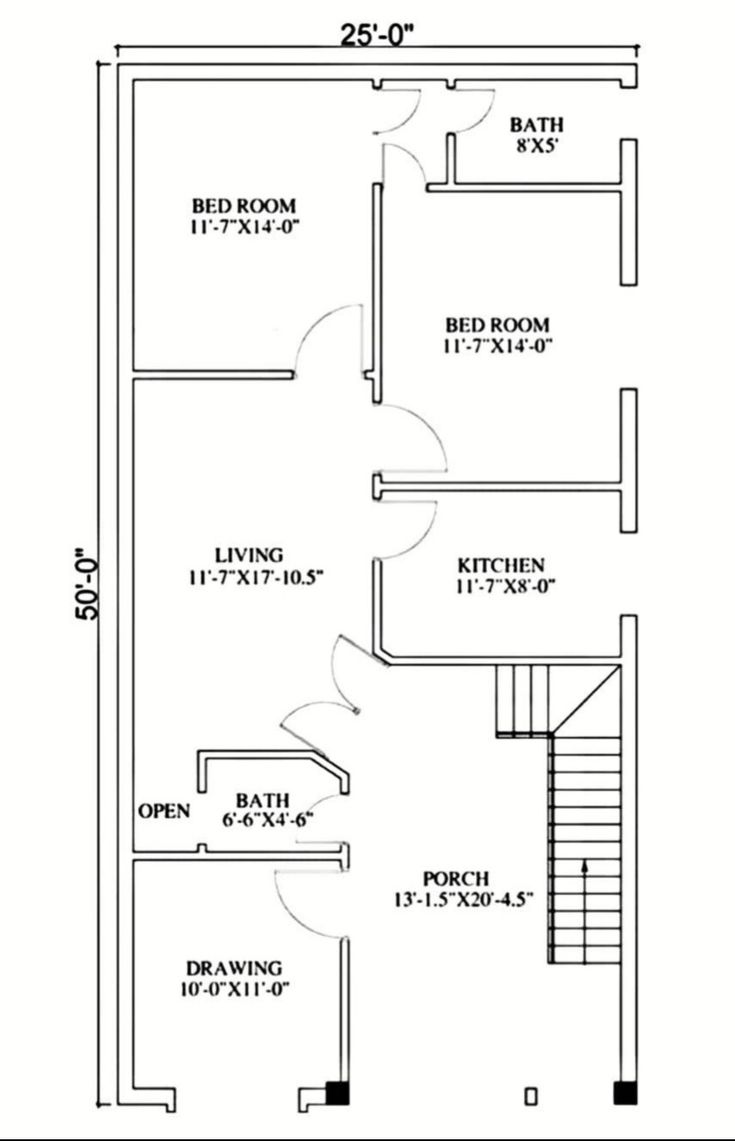 25'-0"
BATH
8'X5'
BED ROOM
11'-7"X14'-0"
BED ROOM
11'-7"X14'-0"
50'-0"
LIVING
11'-7"X17'-10.5"
KITCHEN
11'-7"X8'-0"
OPEN
BATH
6'-6"X4'-6"
PORCH
13'-1.5"X20'-4.5"
DRAWING
10'-0"X11'-0"